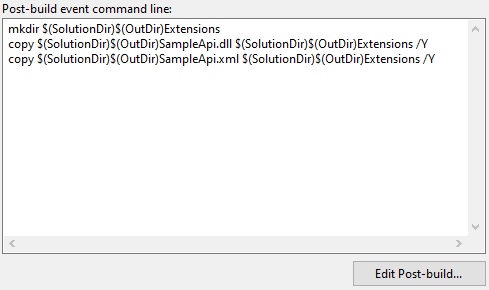 Post-build event command line:
mkdir $(SolutionDir)$(OutDir)Extensions
copy $(SolutionDir)$(OutDir)SampleApi.dll $(SolutionDir)$(OutDir)Extensions /Y
copy $(SolutionDir)$(OutDir)SampleApi.xml $(SolutionDir)$(OutDir)Extensions /Y
Edit Post-build...